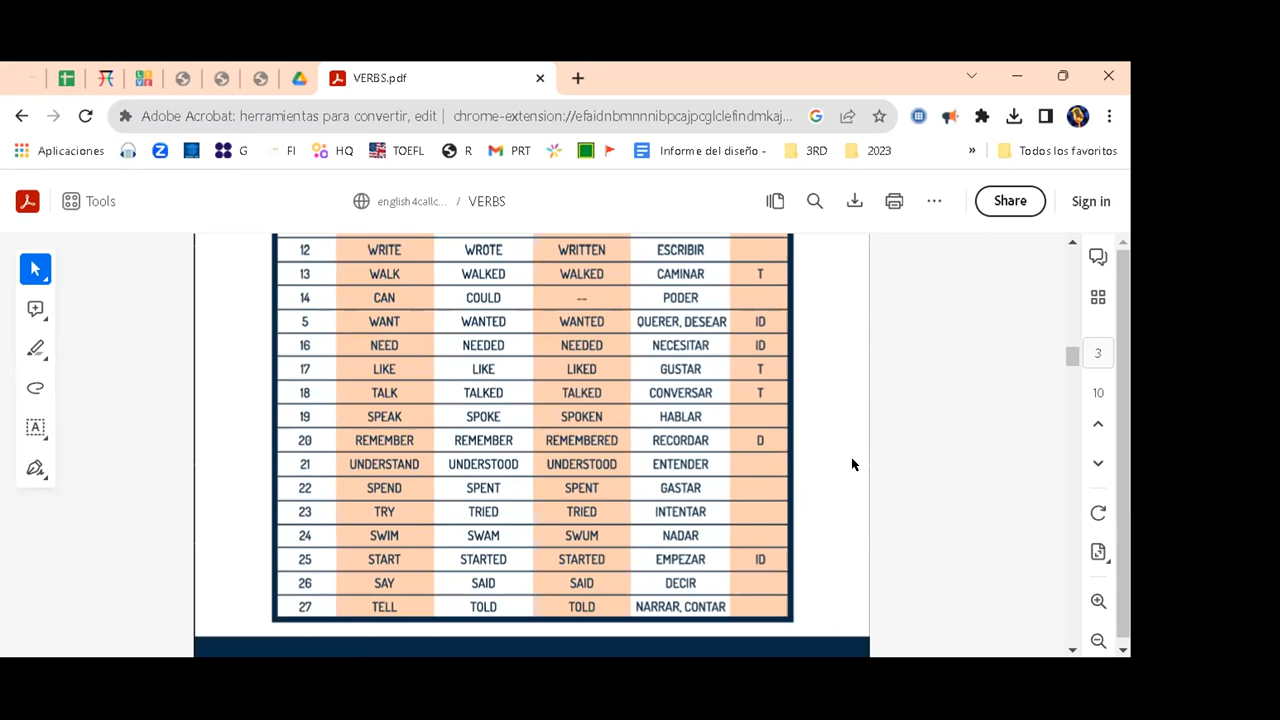 VERBS.pdf
Adobe Acrobat: herramientas para convertir, edit | chrome-extension://efaidnbmnnnibpcajpcglclefindmkaj...
Aplicaciones G FI HQ TOEFL R PRT Informe del diseño - 3RD 2023 » Todos los favoritos
Tools english4callc... / VERBS Share Sign in
12 WRITE WROTE WRITTEN ESCRIBIR
13 WALK WALKED WALKED CAMINAR T
14 CAN COULD -- PODER
5 WANT WANTED WANTED QUERER, DESEAR ID
16 NEED NEEDED NEEDED NECESITAR ID
17 LIKE LIKE LIKED GUSTAR T
18 TALK TALKED TALKED CONVERSAR T
19 SPEAK SPOKE SPOKEN HABLAR
20 REMEMBER REMEMBER REMEMBERED RECORDAR D
21 UNDERSTAND UNDERSTOOD UNDERSTOOD ENTENDER
22 SPEND SPENT SPENT GASTAR
23 TRY TRIED TRIED INTENTAR
24 SWIM SWAM SWUM NADAR
25 START STARTED STARTED EMPEZAR ID
26 SAY SAID SAID DECIR
27 TELL TOLD TOLD NARRAR, CONTAR
3
10